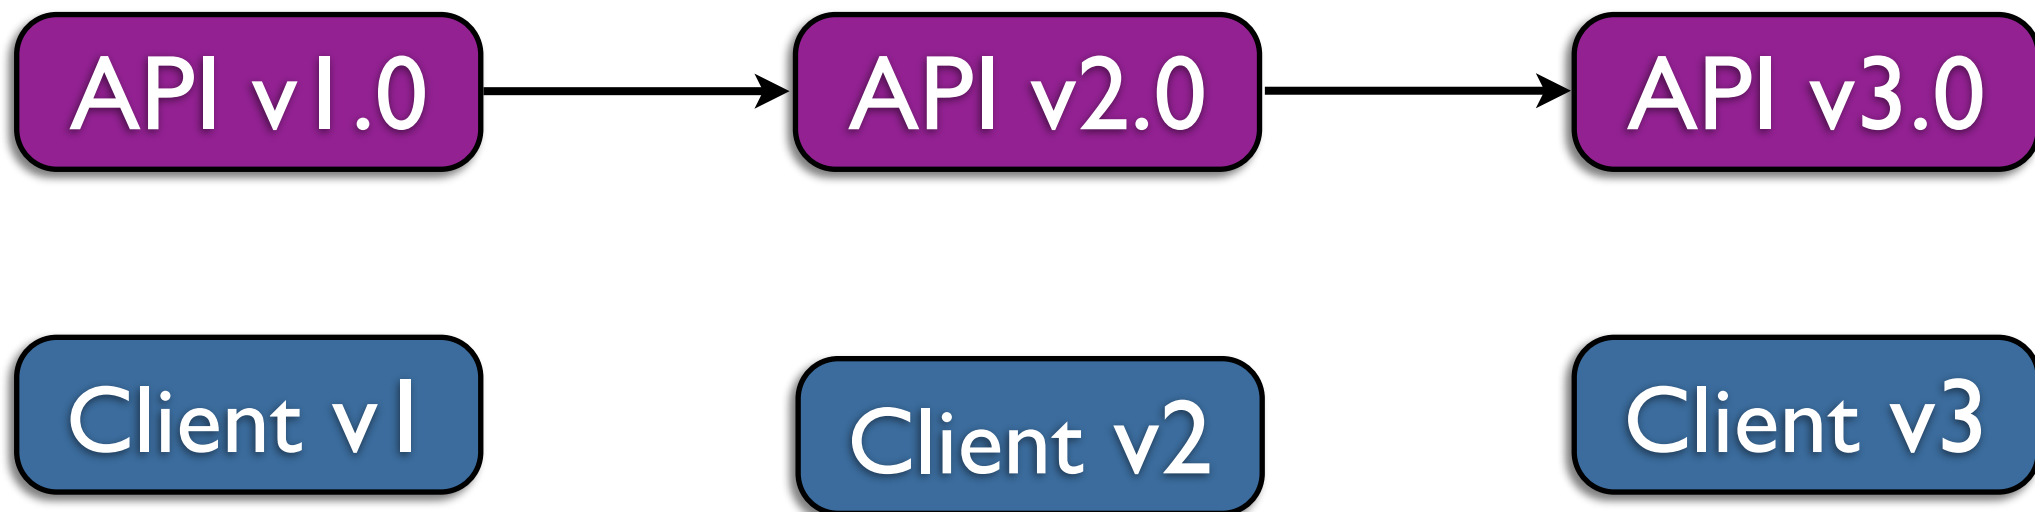 API v1.0
API v2.0
API v3.0
Client v1
Client v2
Client v3